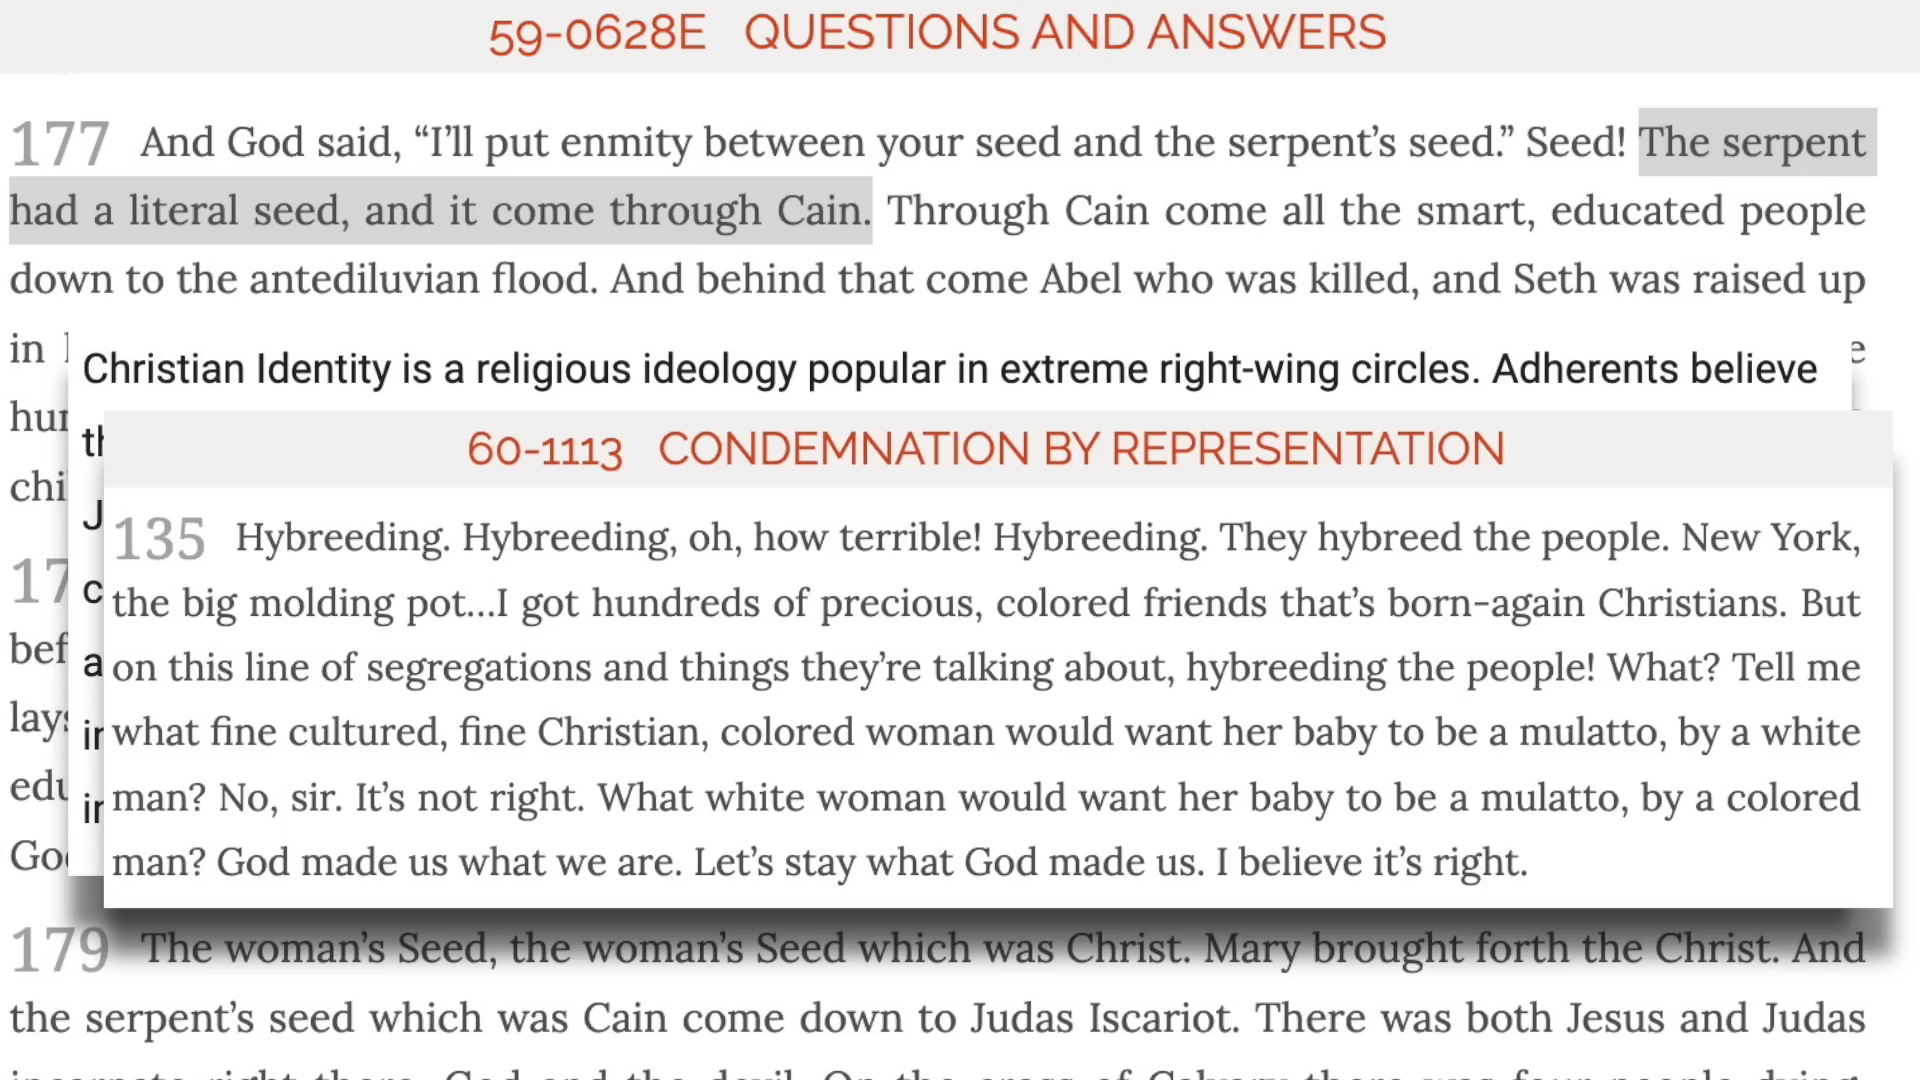 59-0628E QUESTIONS AND ANSWERS
177 And God said, “I’ll put enmity between your seed and the serpent’s seed.” Seed! The serpent
had a literal seed, and it come through Cain. Through Cain come all the smart, educated people
down to the antediluvian flood. And behind that come Abel who was killed, and Seth was raised up
in
Christian Identity is a religious ideology popular in extreme right-wing circles. Adherents believe
60-1113 CONDEMNATION BY REPRESENTATION
135 Hybreeding. Hybreeding, oh, how terrible! Hybreeding. They hybreed the people. New York,
the big molding pot...I got hundreds of precious, colored friends that’s born-again Christians. But
on this line of segregations and things they’re talking about, hybreeding the people! What? Tell me
what fine cultured, fine Christian, colored woman would want her baby to be a mulatto, by a white
man? No, sir. It’s not right. What white woman would want her baby to be a mulatto, by a colored
man? God made us what we are. Let’s stay what God made us. I believe it’s right.
179 The woman’s Seed, the woman’s Seed which was Christ. Mary brought forth the Christ. And
the serpent’s seed which was Cain come down to Judas Iscariot. There was both Jesus and Judas